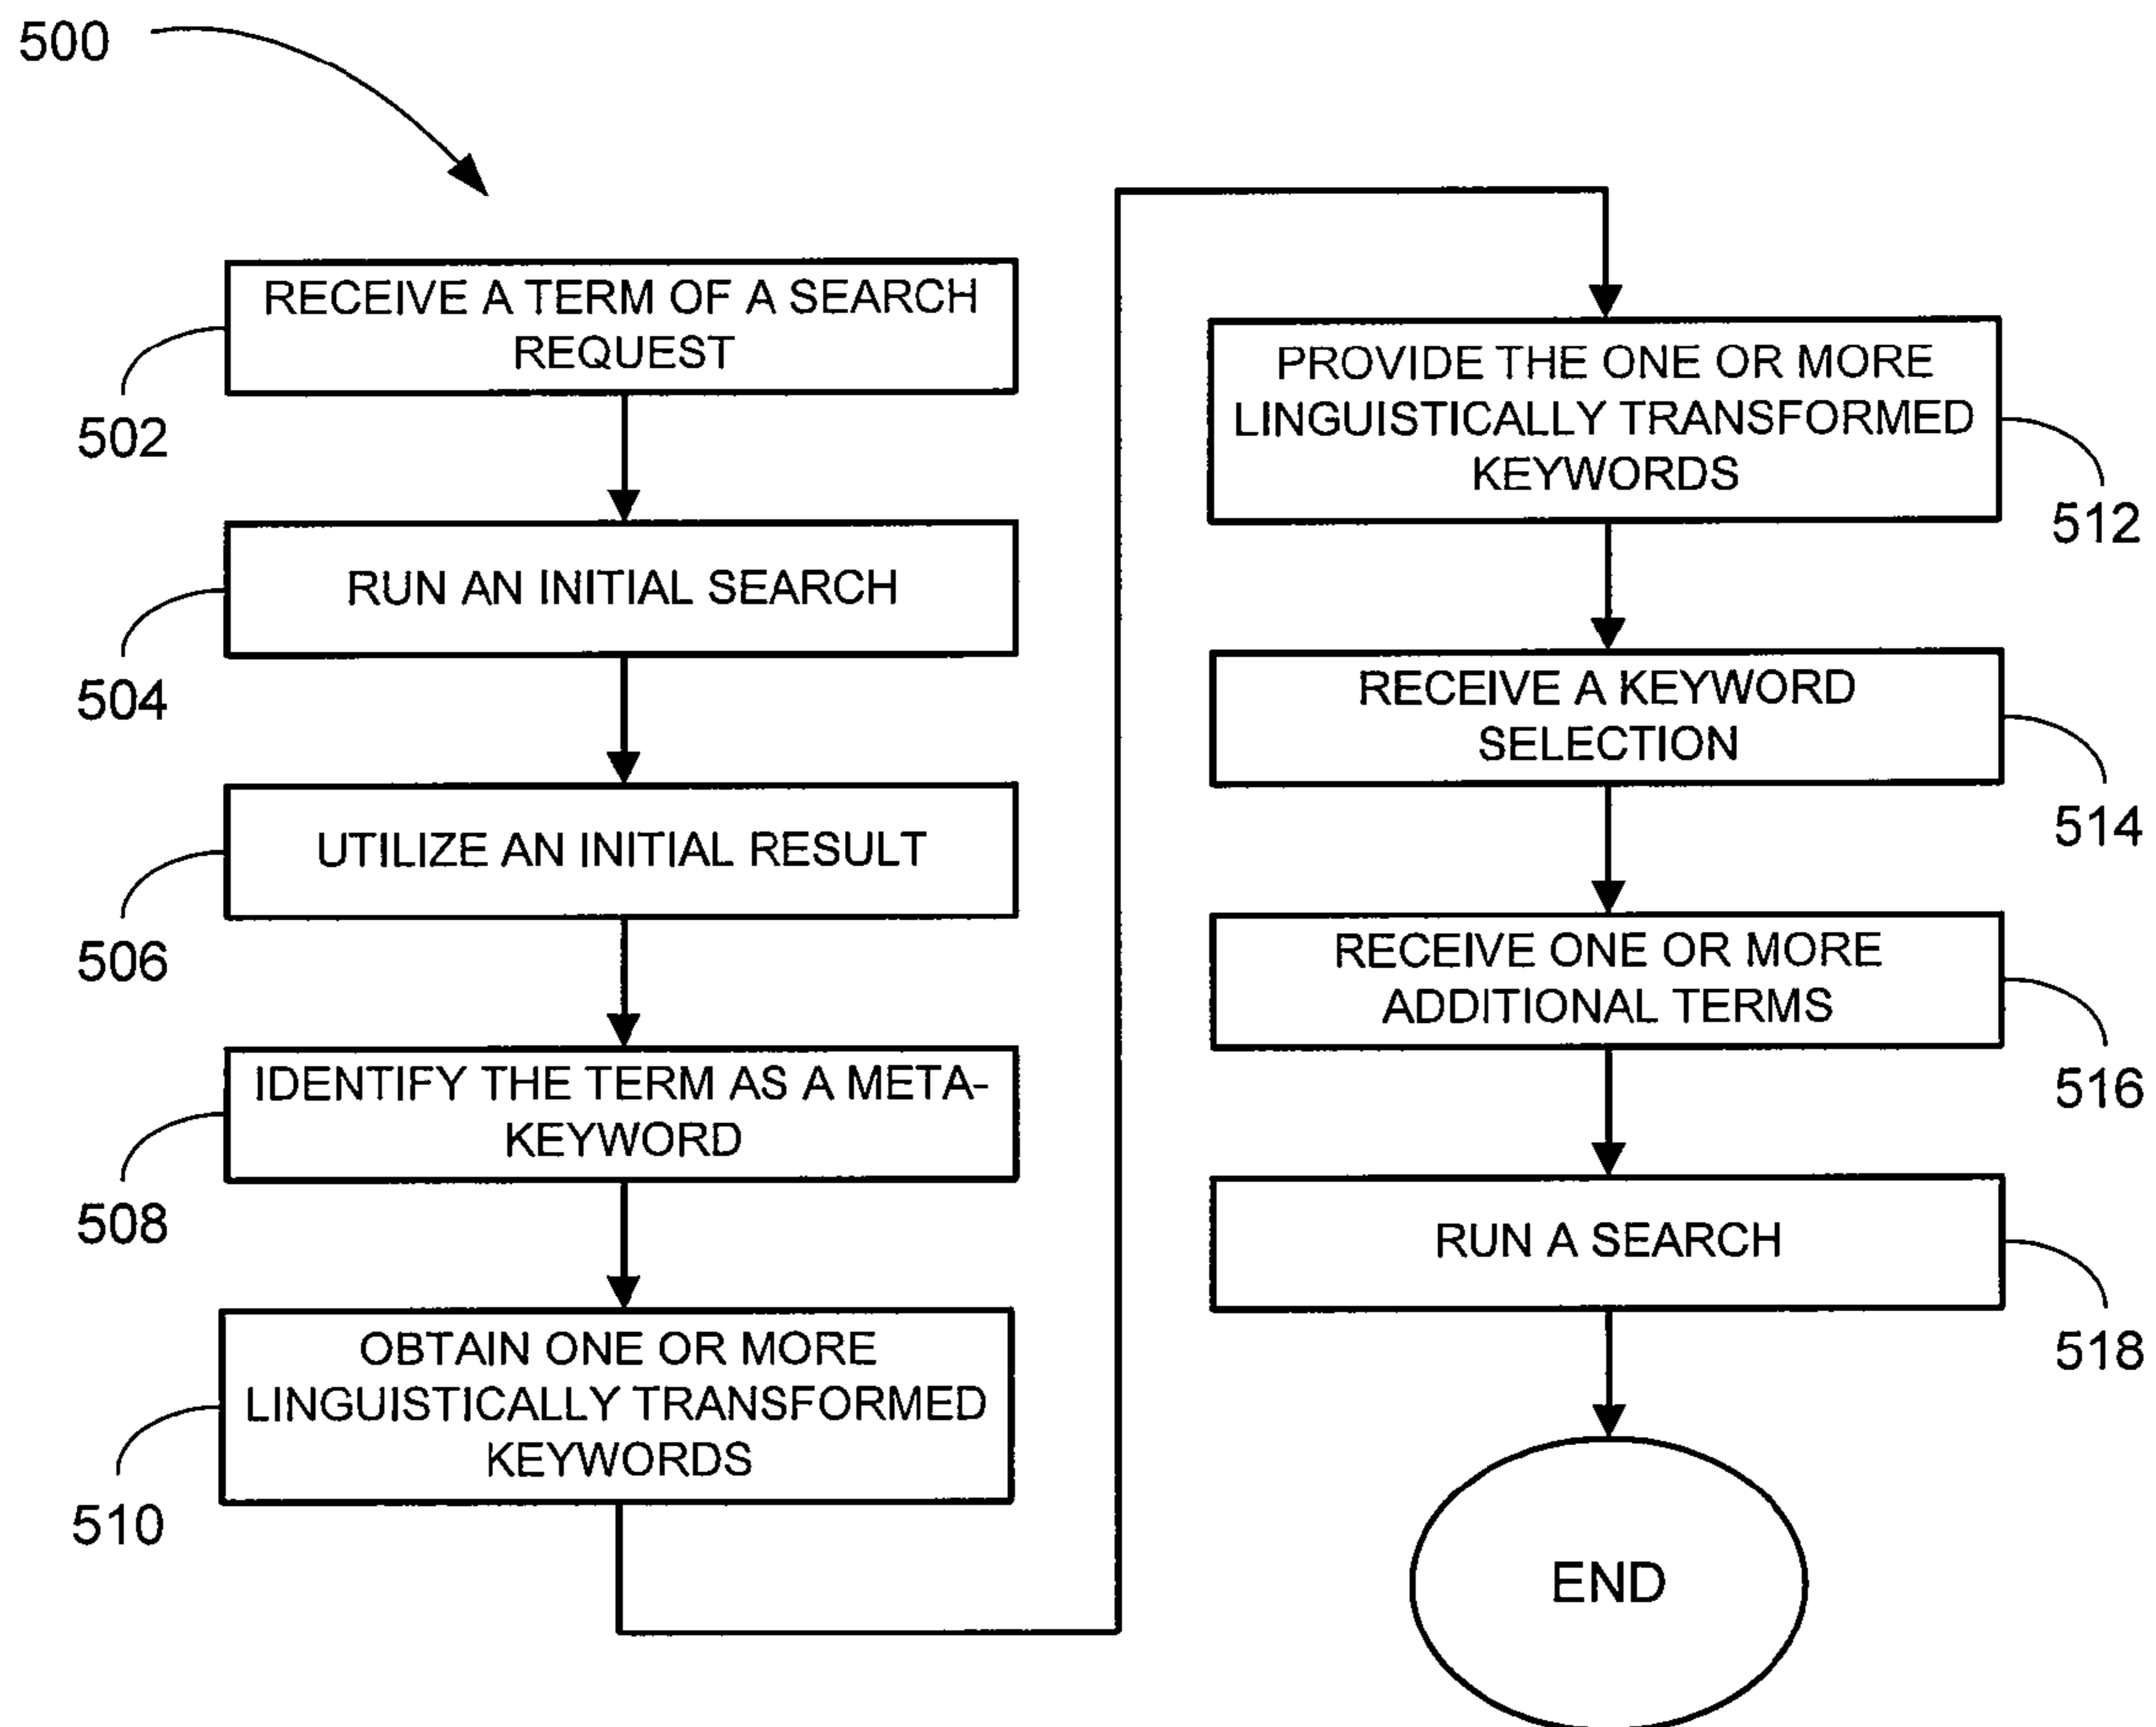 500
RECEIVE A TERM OF A SEARCH
REQUEST
502
RUN AN INITIAL SEARCH
504
UTILIZE AN INITIAL RESULT
506
IDENTIFY THE TERM AS A META-
KEYWORD
508
OBTAIN ONE OR MORE
LINGUISTICALLY TRANSFORMED
KEYWORDS
510
PROVIDE THE ONE OR MORE
LINGUISTICALLY TRANSFORMED
KEYWORDS
512
RECEIVE A KEYWORD
SELECTION
514
RECEIVE ONE OR MORE
ADDITIONAL TERMS
516
RUN A SEARCH
518
END